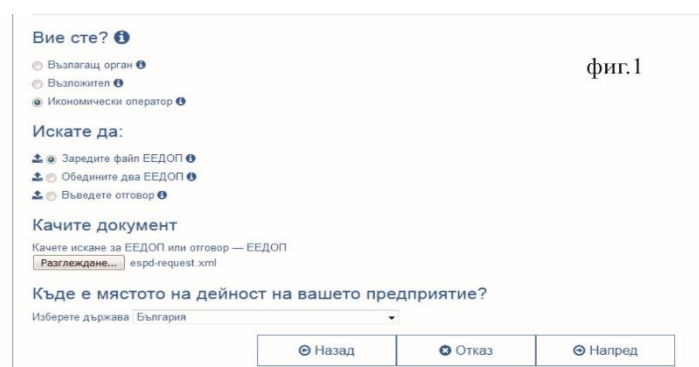 Вие сте?
фиг.1
Възлагащ орган
Възложител
Икономически оператор
Искате да:
Заредите файл ЕЕДОП
Обедините два ЕЕДОП
Въведете отговор
Качите документ
Качете искане за ЕЕДОП или отговор — ЕЕДОП
Разглеждане... espd-request.xml
Къде е мястото на дейност на вашето предприятие?
Изберете държава България
Назад Отказ Напред